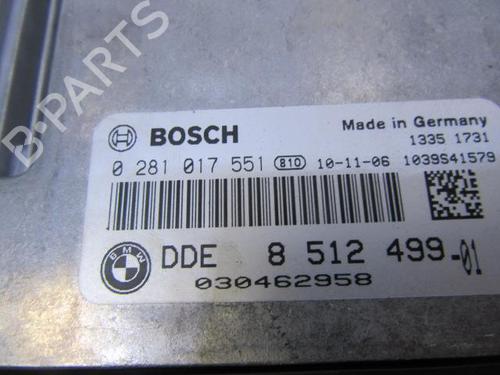 B-PARTS
BOSCH
Made in Germany
1335 1731
0 281 017 551 810 10-11-06 1039S41579
BMW DDE 8 512 499-01
030462958